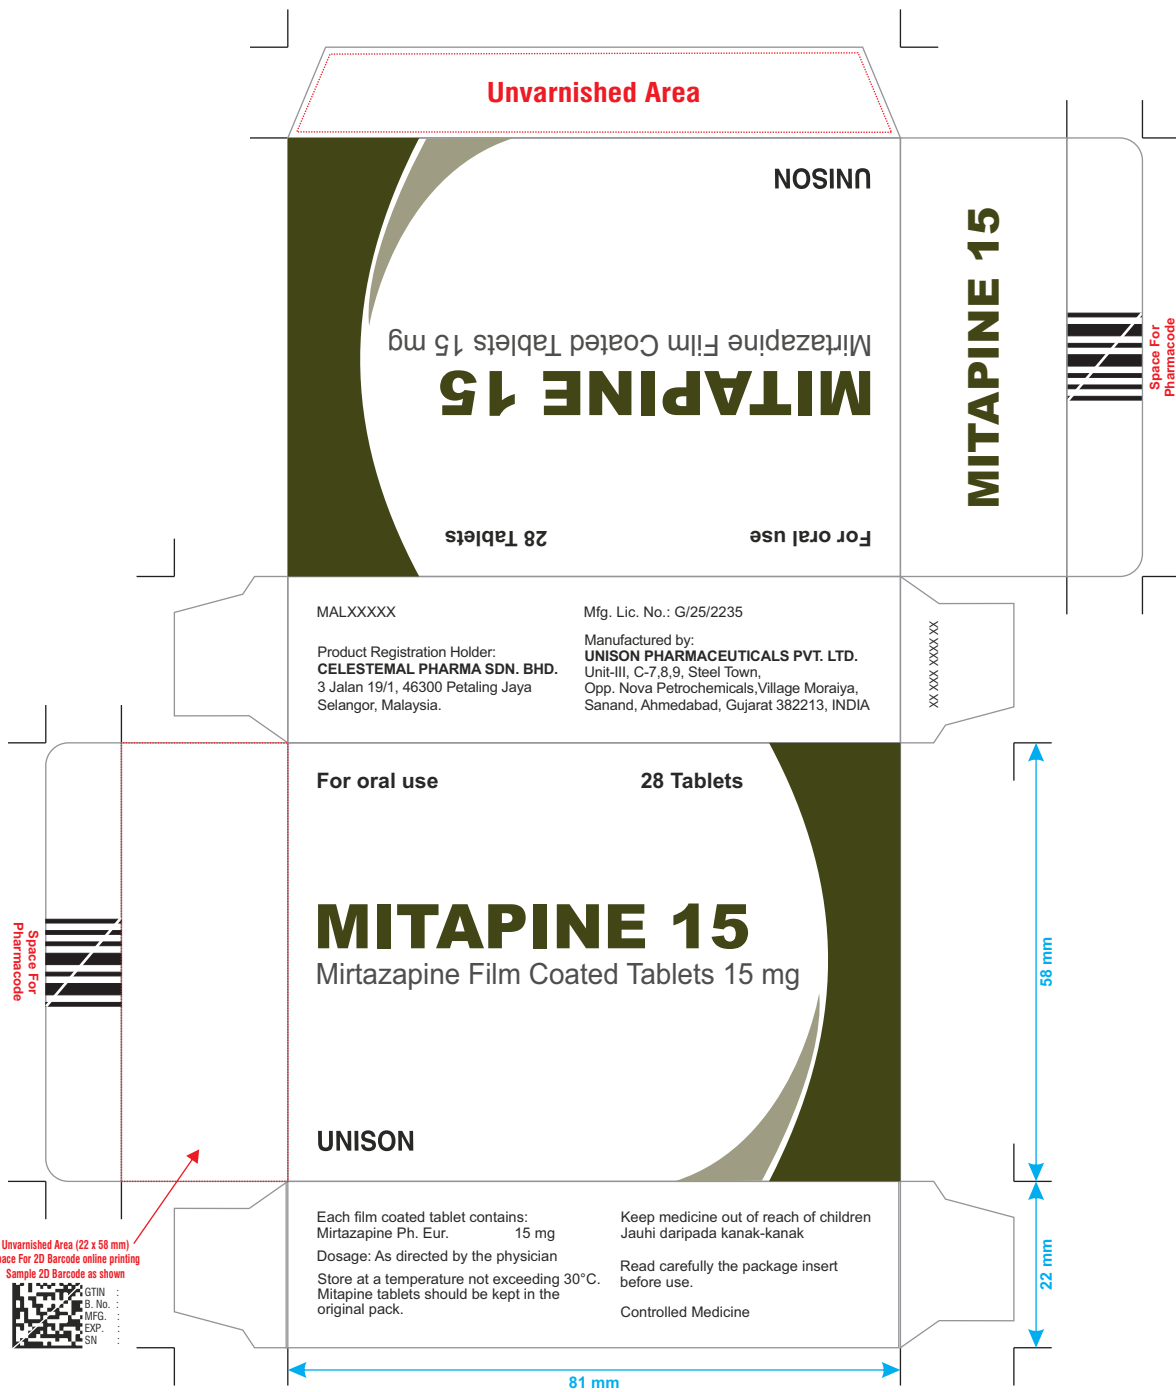 Unvarnished Area
UNISON
Mirtazapine Film Coated Tablets 15 mg
MITAPINE 15
28 Tablets
For oral use
MITAPINE 15
Space For
Pharmacode
MALXXXXX
Product Registration Holder:
CELESTEMAL PHARMA SDN. BHD.
3 Jalan 19/1, 46300 Petaling Jaya
Selangor, Malaysia.
Mfg. Lic. No.: G/25/2235
Manufactured by:
UNISON PHARMACEUTICALS PVT. LTD.
Unit-III, C-7,8,9, Steel Town,
Opp. Nova Petrochemicals,Village Moraiya,
Sanand, Ahmedabad, Gujarat 382213, INDIA
XX XXX XXXX XX
For oral use
28 Tablets
MITAPINE 15
Mirtazapine Film Coated Tablets 15 mg
UNISON
Space For
Pharmacode
58 mm
Each film coated tablet contains:
Mirtazapine Ph. Eur. 15 mg
Dosage: As directed by the physician
Store at a temperature not exceeding 30°C.
Mitapine tablets should be kept in the
original pack.
Keep medicine out of reach of children
Jauhi daripada kanak-kanak
Read carefully the package insert
before use.
Controlled Medicine
22 mm
81 mm
Unvarnished Area (22 x 58 mm)
pace For 2D Barcode online printing
Sample 2D Barcode as shown
GTIN :
B. No. :
MFG. :
EXP. :
SN :